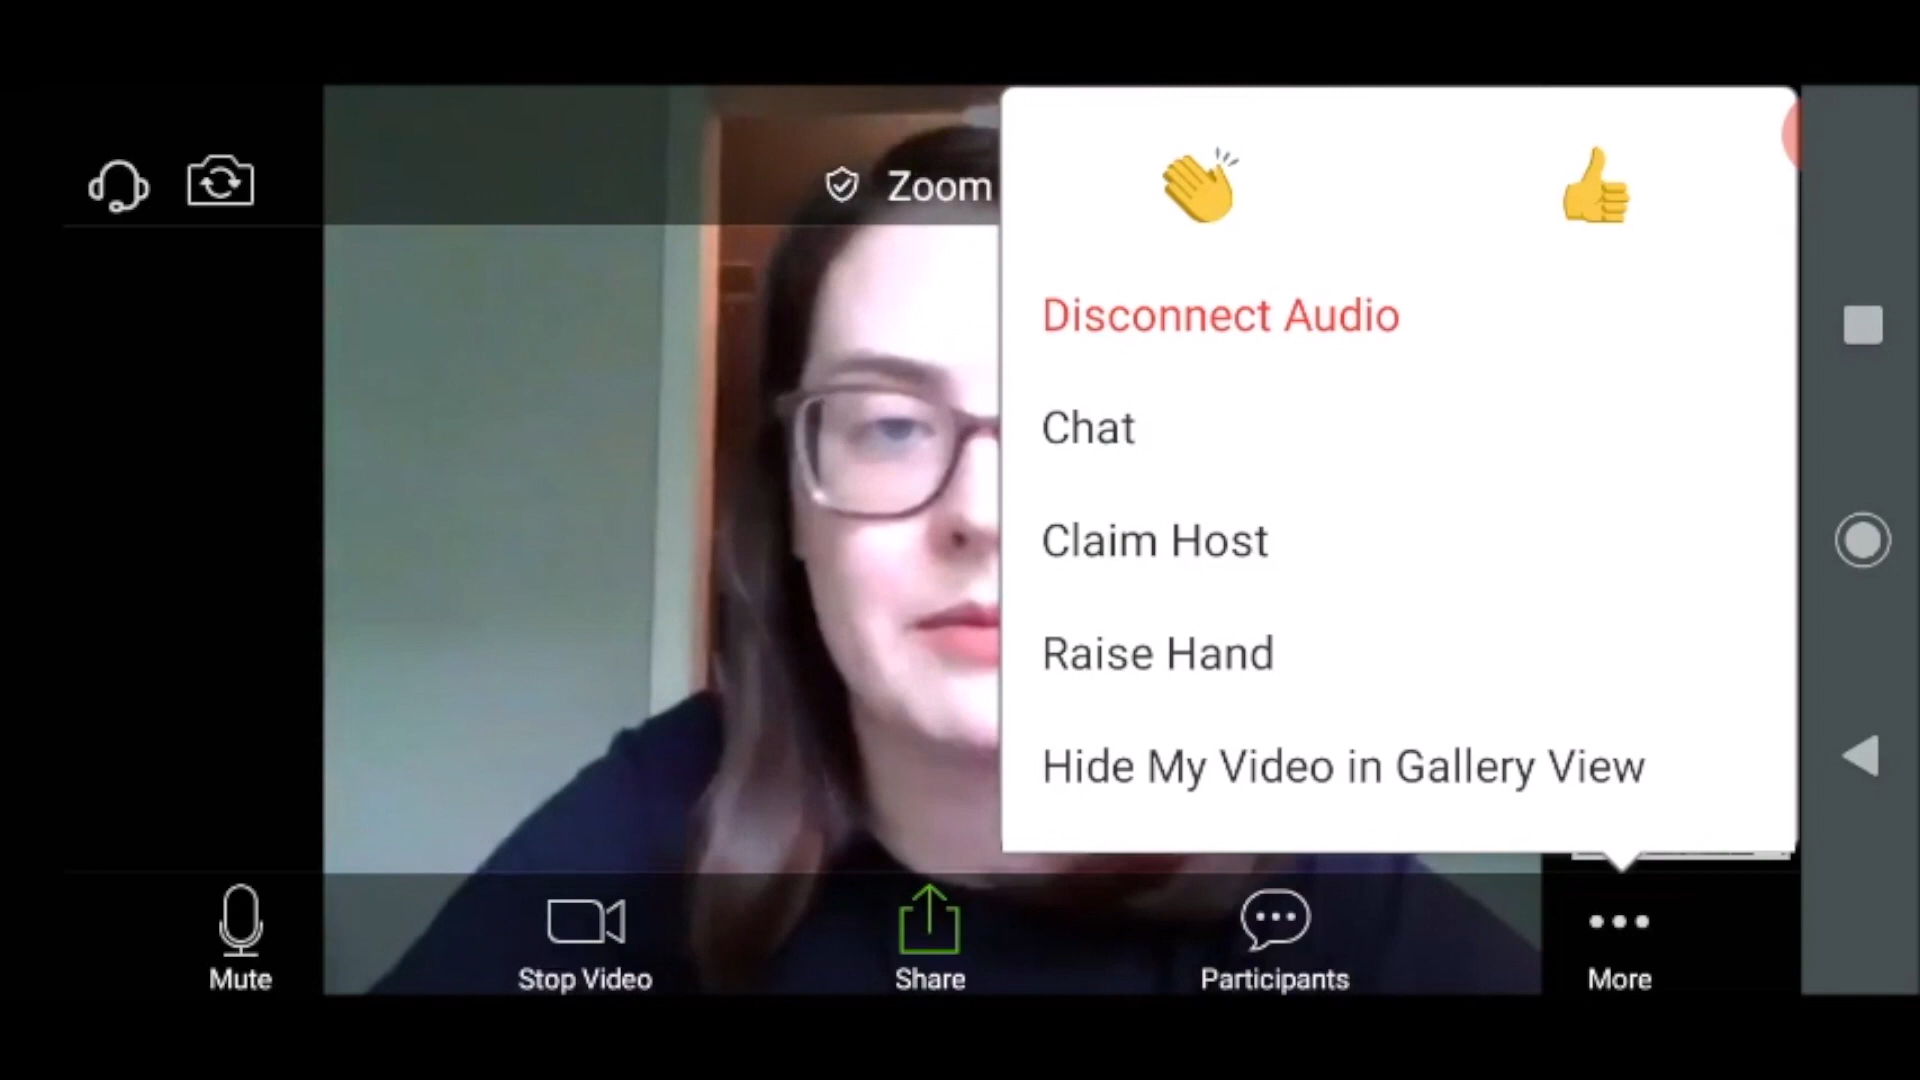 Zoom
Disconnect Audio
Chat
Claim Host
Raise Hand
Hide My Video in Gallery View
Mute
Stop Video
Share
Participants
More